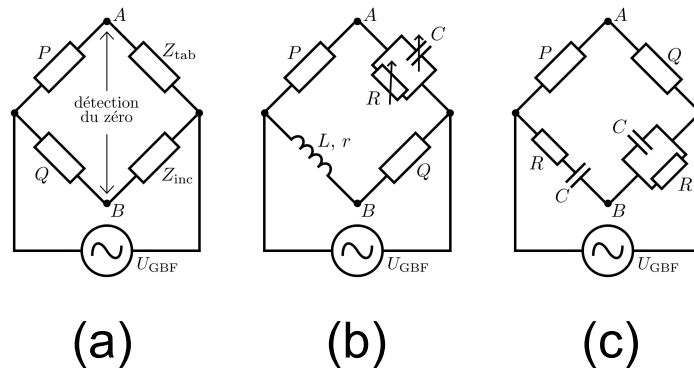 A
P
Z_tab
détection
du zéro
Q
Z_inc
B
U_GBF
(a)
A
P
C
R
L, r
Q
B
U_GBF
(b)
A
P
Q
C
R
C
R
B
U_GBF
(c)